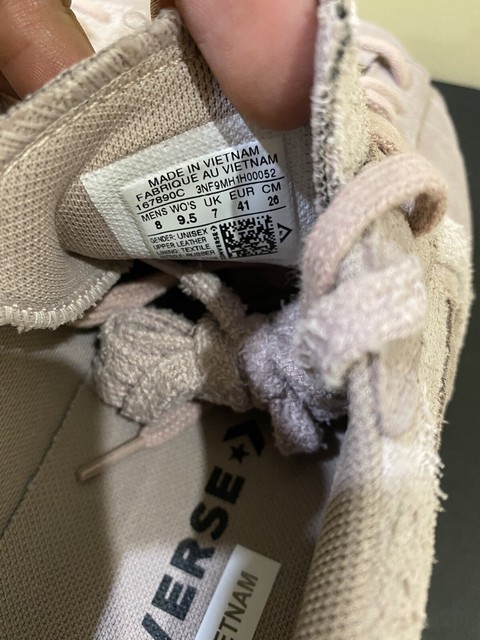 MADE IN VIETNAM
FABRIQUE AU VIETNAM
167890C 3NF9MH1H00052
MENS WO'S UK EUR CM
8 9.5 7 41 26
GENDER: UNISEX
UPPER LEATHER
LINING: TEXTILE
RUBBER
VERSE
ETNAM